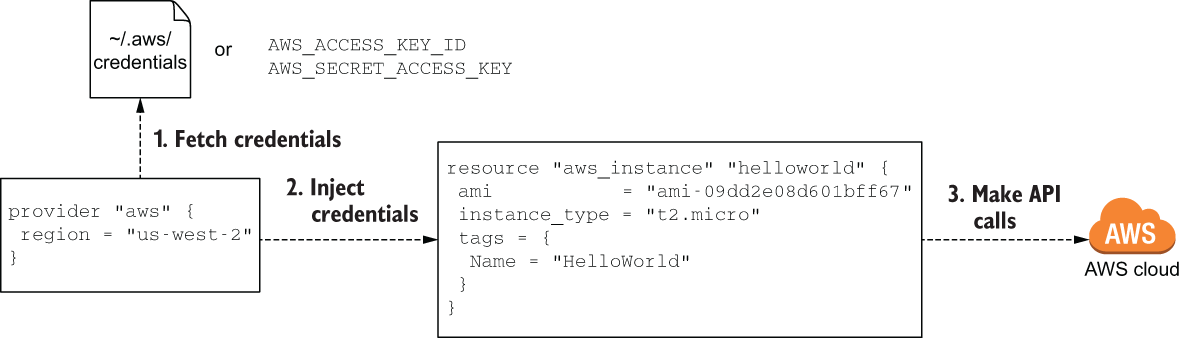 ~/.aws/
credentials
or
AWS_ACCESS_KEY_ID
AWS_SECRET_ACCESS_KEY
1. Fetch credentials
provider "aws" {
 region = "us-west-2"
}
2. Inject
credentials
resource "aws_instance" "helloworld" {
 ami           = "ami-09dd2e08d601bff67"
 instance_type = "t2.micro"
 tags = {
  Name = "HelloWorld"
 }
}
3. Make API
calls
AWS
AWS cloud